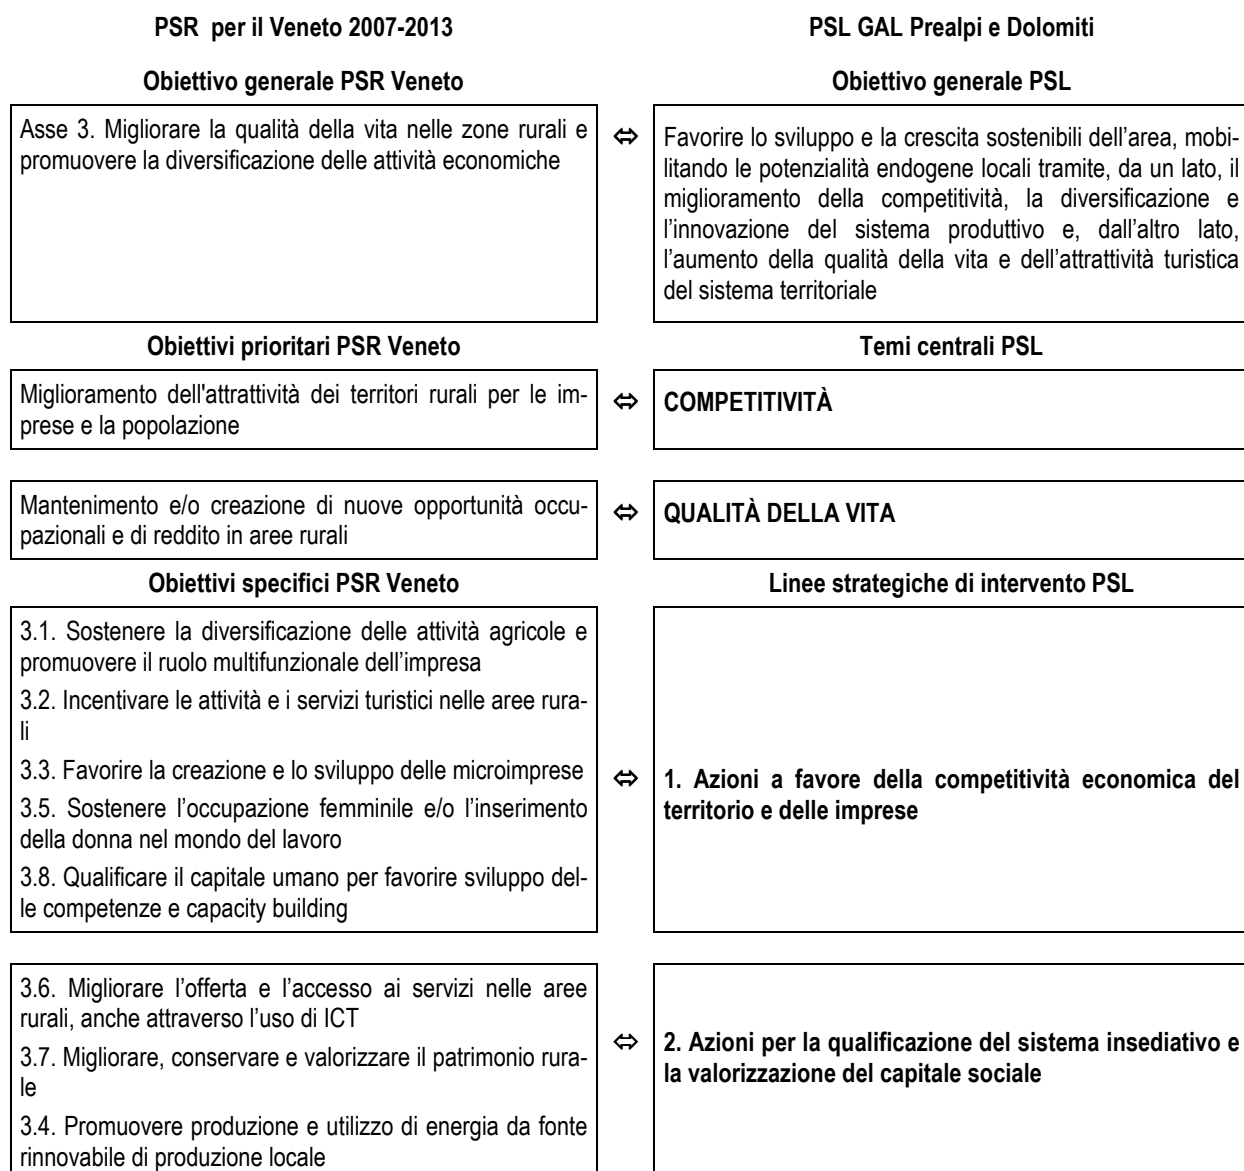 PSR per il Veneto 2007-2013
PSL GAL Prealpi e Dolomiti
Obiettivo generale PSR Veneto
Obiettivo generale PSL
Asse 3. Migliorare la qualità della vita nelle zone rurali e
promuovere la diversificazione delle attività economiche
⇔
Favorire lo sviluppo e la crescita sostenibili dell’area, mobi-
litando le potenzialità endogene locali tramite, da un lato, il
miglioramento della competitività, la diversificazione e
l’innovazione del sistema produttivo e, dall’altro lato,
l’aumento della qualità della vita e dell’attrattività turistica
del sistema territoriale
Obiettivi prioritari PSR Veneto
Temi centrali PSL
Miglioramento dell'attrattività dei territori rurali per le im-
prese e la popolazione
⇔
COMPETITIVITÀ
Mantenimento e/o creazione di nuove opportunità occu-
pazionali e di reddito in aree rurali
⇔
QUALITÀ DELLA VITA
Obiettivi specifici PSR Veneto
Linee strategiche di intervento PSL
3.1. Sostenere la diversificazione delle attività agricole e
promuovere il ruolo multifunzionale dell’impresa
3.2. Incentivare le attività e i servizi turistici nelle aree rura-
li
3.3. Favorire la creazione e lo sviluppo delle microimprese
3.5. Sostenere l’occupazione femminile e/o l’inserimento
della donna nel mondo del lavoro
3.8. Qualificare il capitale umano per favorire sviluppo del-
le competenze e capacity building
⇔
1. Azioni a favore della competitività economica del
territorio e delle imprese
3.6. Migliorare l’offerta e l’accesso ai servizi nelle aree
rurali, anche attraverso l’uso di ICT
3.7. Migliorare, conservare e valorizzare il patrimonio rura-
le
3.4. Promuovere produzione e utilizzo di energia da fonte
rinnovabile di produzione locale
⇔
2. Azioni per la qualificazione del sistema insediativo e
la valorizzazione del capitale sociale